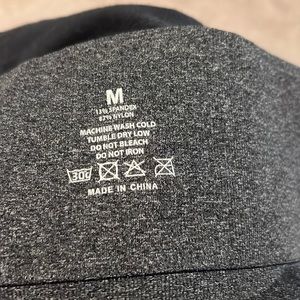 M
13% SPANDEX
87% NYLON
MACHINE WASH COLD
TUMBLE DRY LOW
DO NOT BLEACH
DO NOT IRON
30C
MADE IN CHINA